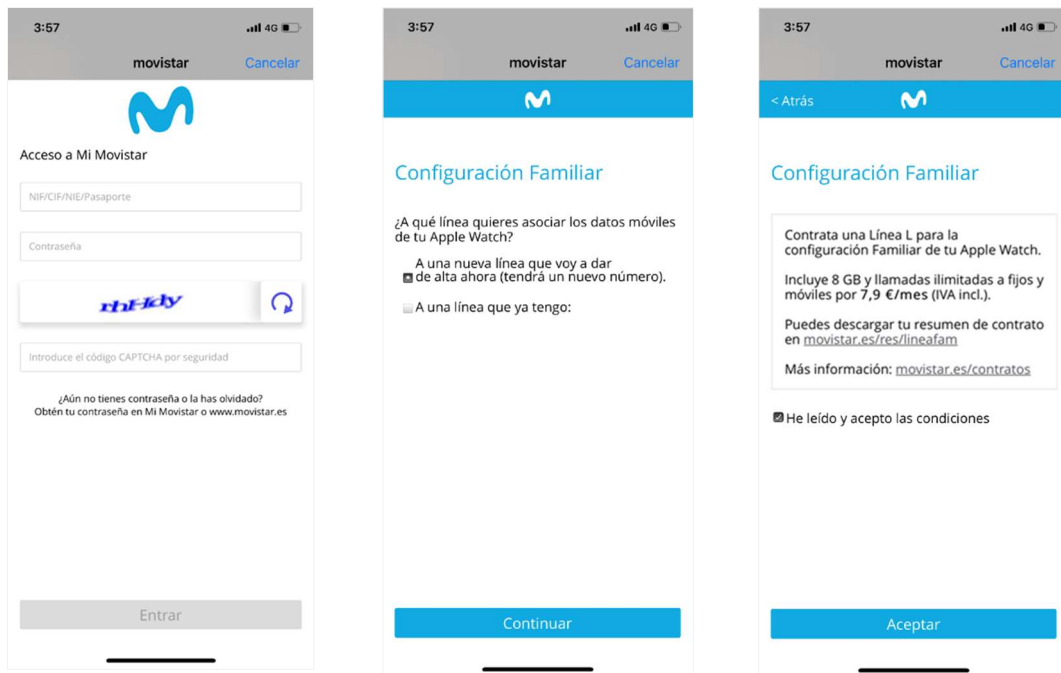 3:57
4G
movistar
Cancelar
Acceso a Mi Movistar
NIF/CIF/NIE/Pasaporte
Contraseña
Introduce el código CAPTCHA por seguridad
¿Aún no tienes contraseña o la has olvidado?
Obtén tu contraseña en Mi Movistar o www.movistar.es
Entrar
3:57
4G
movistar
Cancelar
Configuración Familiar
¿A qué línea quieres asociar los datos móviles
de tu Apple Watch?
A una nueva línea que voy a dar
de alta ahora (tendrá un nuevo número).
A una línea que ya tengo:
Continuar
3:57
4G
movistar
Cancelar
< Atrás
Configuración Familiar
Contrata una Línea L para la
configuración Familiar de tu Apple Watch.
Incluye 8 GB y llamadas ilimitadas a fijos y
móviles por 7,9 €/mes (IVA incl.).
Puedes descargar tu resumen de contrato
en movistar.es/res/lineafam
Más información: movistar.es/contratos
He leído y acepto las condiciones
Aceptar